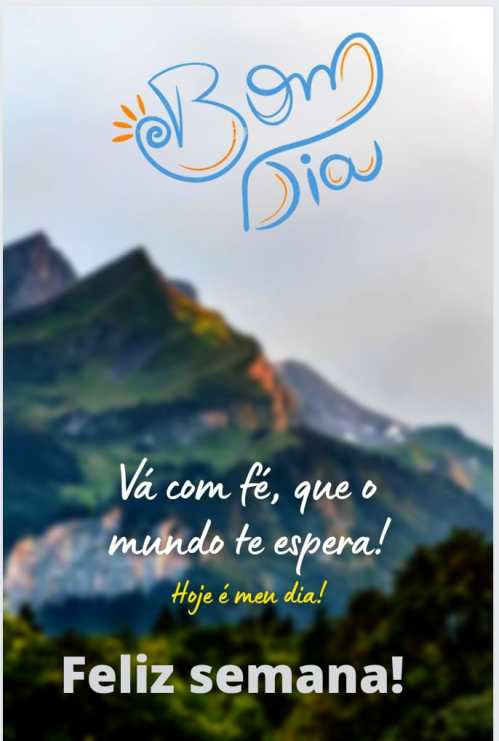 Bom
Dia
Vá com fé, que o
mundo te espera!
Hoje é meu dia!
Feliz semana!